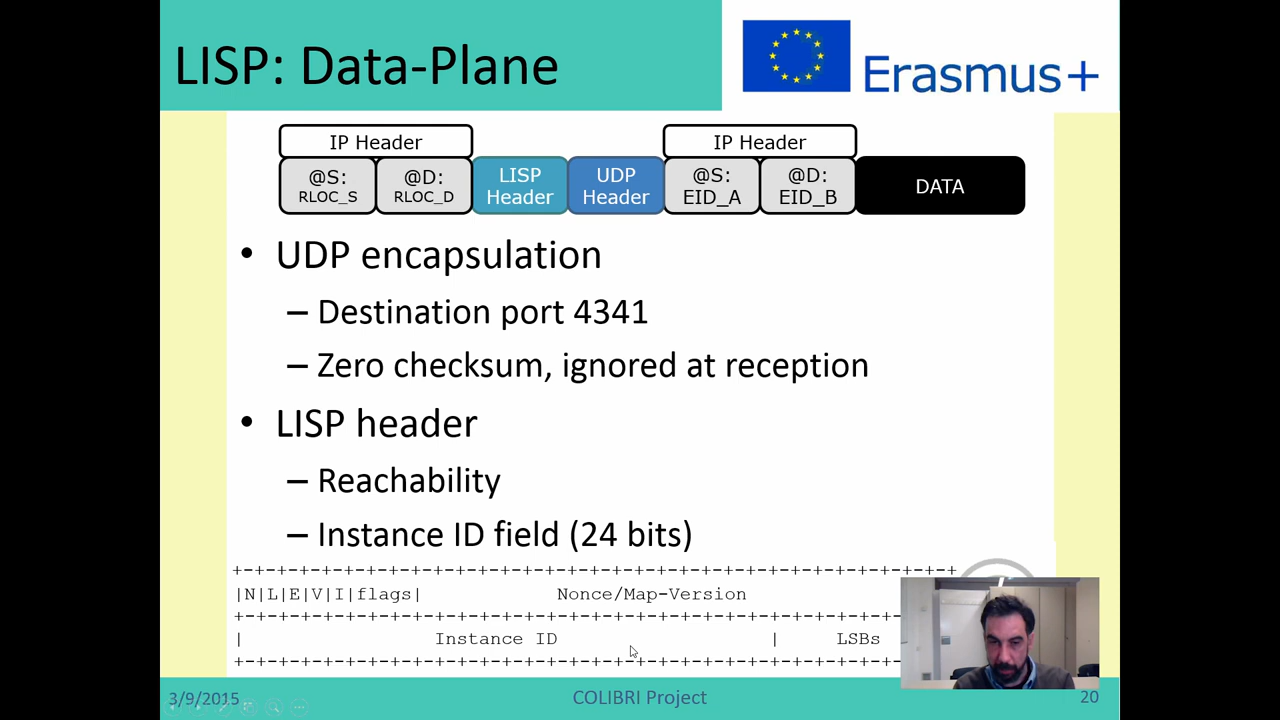 LISP: Data-Plane
Erasmus+
IP Header
IP Header
@S: RLOC_S
@D: RLOC_D
LISP Header
UDP Header
@S: EID_A
@D: EID_B
DATA
• UDP encapsulation
– Destination port 4341
– Zero checksum, ignored at reception
• LISP header
– Reachability
– Instance ID field (24 bits)
+-+-+-+-+-+-+-+-+-+-+-+-+-+-+-+-+-+-+-+-+-+-+-+-+-+-+-+-+-+-+
|N|L|E|V|I|flags| Nonce/Map-Version
+-+-+-+-+-+-+-+-+-+-+-+-+-+-+-+-+-+-+-+-+-+-+-+-+-+-+-+-+
| Instance ID | LSBs
+-+-+-+-+-+-+-+-+-+-+-+-+-+-+-+-+-+-+-+-+-+-+-+-+-+-+-+-+
3/9/2015
COLIBRI Project
20